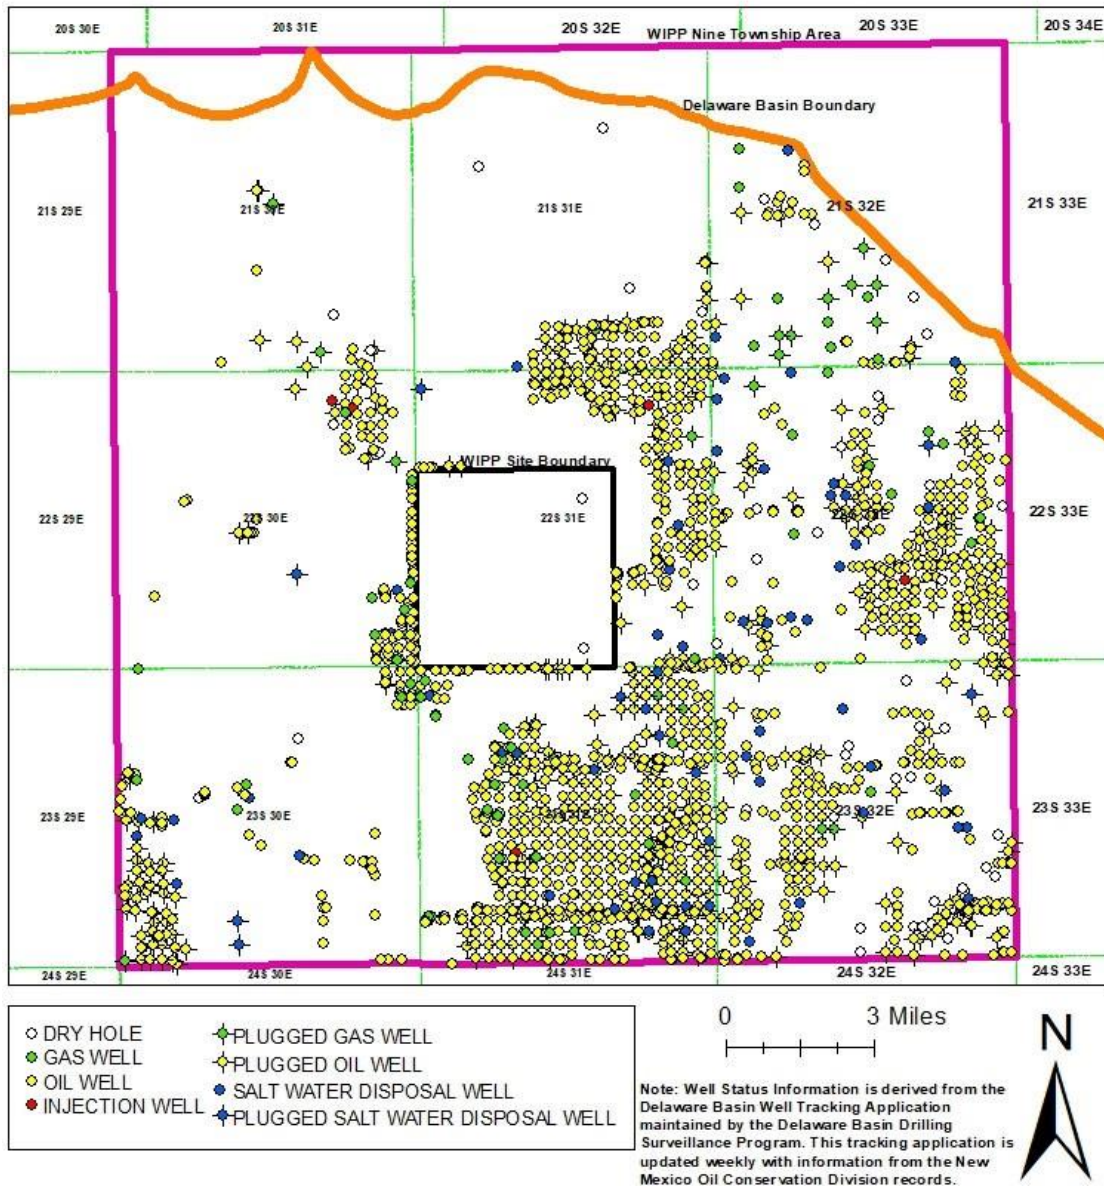 20S 30E
20S 31E
20S 32E
20S 33E
20S 34E
WIPP Nine Township Area
Delaware Basin Boundary
21S 29E
21S 31E
21S 32E
21S 33E
WIPP Site Boundary
22S 29E
22S 30E
22S 31E
22S 33E
23S 29E
23S 30E
23S 32E
23S 33E
24S 29E
24S 30E
24S 31E
24S 32E
24S 33E
DRY HOLE
GAS WELL
OIL WELL
INJECTION WELL
PLUGGED GAS WELL
PLUGGED OIL WELL
SALT WATER DISPOSAL WELL
PLUGGED SALT WATER DISPOSAL WELL
0 3 Miles
N
Note: Well Status Information is derived from the
Delaware Basin Well Tracking Application
maintained by the Delaware Basin Drilling
Surveillance Program. This tracking application is
updated weekly with information from the New
Mexico Oil Conservation Division records.